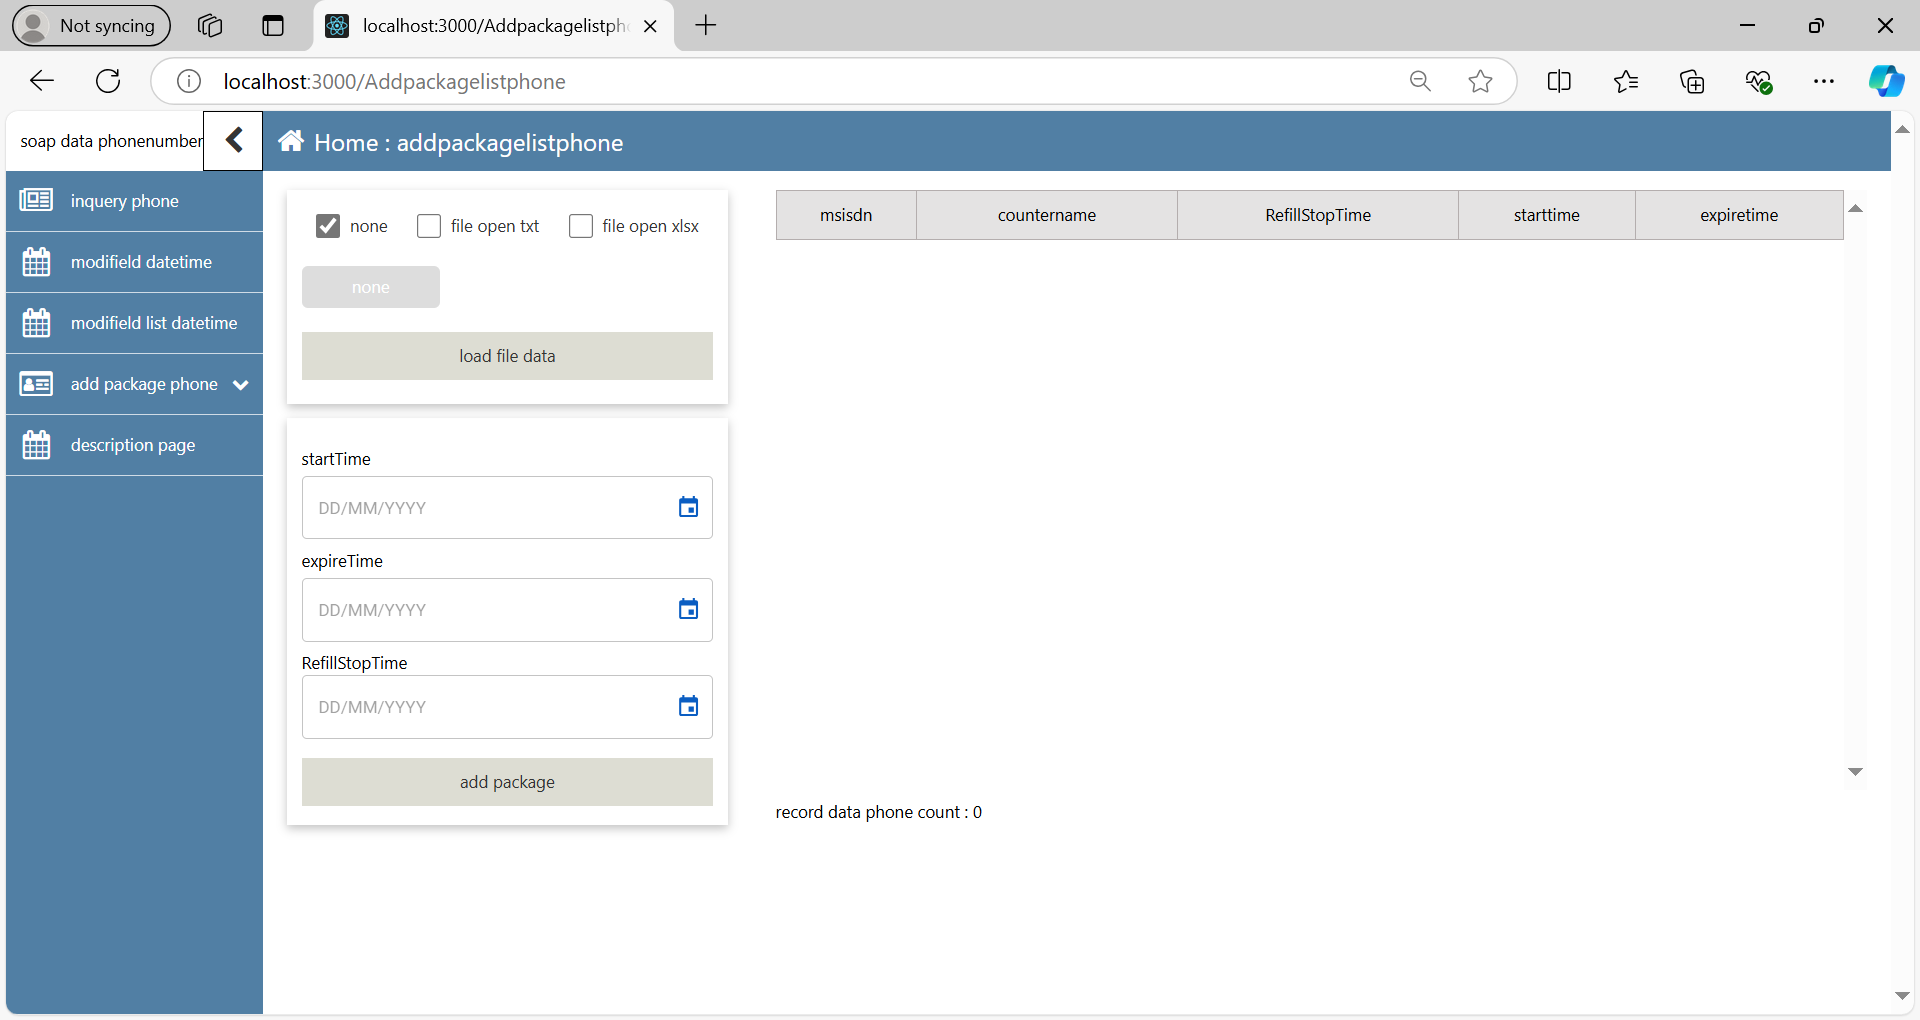 Not syncing
localhost:3000/Addpackagelistph
localhost:3000/Addpackagelistphone
soap data phonenumber
Home : addpackagelistphone
inquery phone
modifield datetime
modifield list datetime
add package phone
description page
none file open txt file open xlsx
none
load file data
startTime
DD/MM/YYYY
expireTime
DD/MM/YYYY
RefillStopTime
DD/MM/YYYY
add package
msisdn countername RefillStopTime starttime expiretime
record data phone count : 0